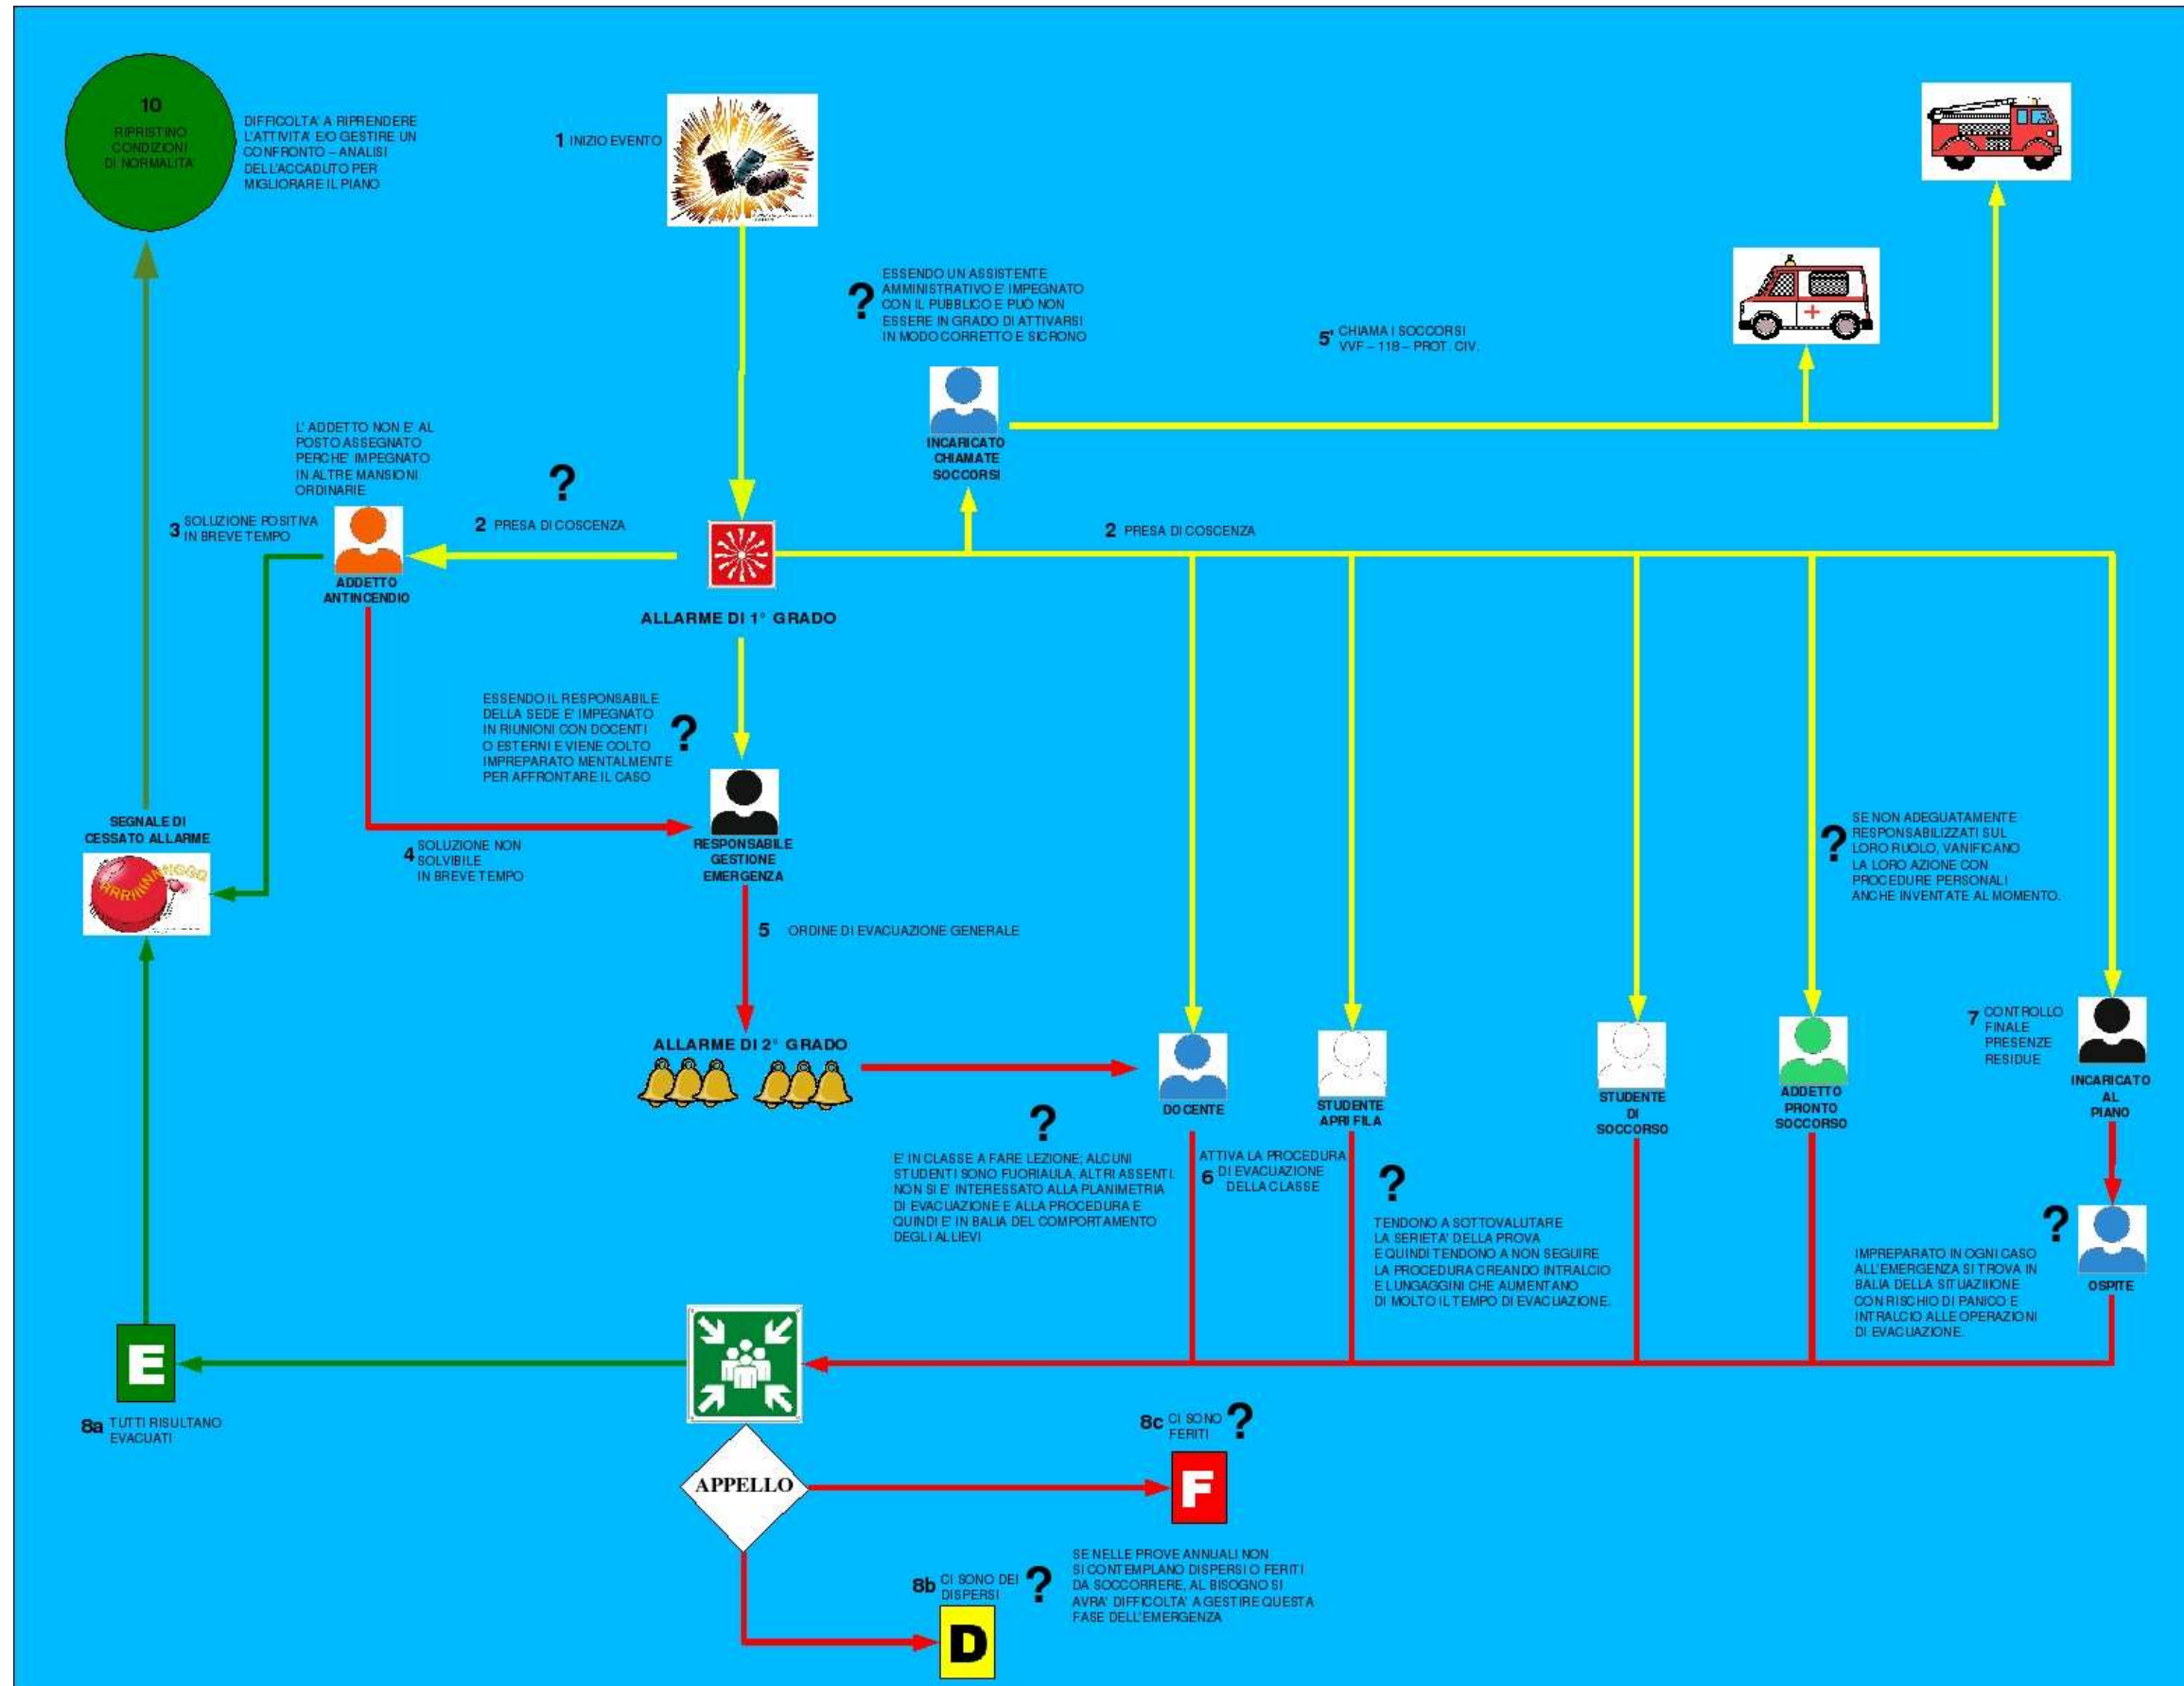 10
RIPRISTINO
CONDIZIONI
DI NORMALITA'
DIFFICOLTA' A RIPRENDERE
L'ATTIVITA' E/O GESTIRE UN
CONFRONTO – ANALISI
DELL'ACCADUTO PER
MIGLIORARE IL PIANO
1 INIZIO EVENTO
?
ESSENDO UN ASSISTENTE
AMMINISTRATIVO E' IMPEGNATO
CON IL PUBBLICO E PUÒ NON
ESSERE IN GRADO DI ATTIVARSI
IN MODO CORRETTO E SICRONO
5' CHIAMA I SOCCORSI
VVF – 118 – PROT. CIV.
INCARICATO
CHIAMATE
SOCCORSI
L' ADDETTO NON E' AL
POSTO ASSEGNATO
PERCHE' IMPEGNATO
IN ALTRE MANSIONI
ORDINARIE
?
3 SOLUZIONE POSITIVA
IN BREVE TEMPO
2 PRESA DI COSCENZA
2 PRESA DI COSCENZA
ADDETTO
ANTINCENDIO
ALLARME DI 1° GRADO
ESSENDO IL RESPONSABILE
DELLA SEDE E' IMPEGNATO
IN RIUNIONI CON DOCENTI
O ESTERNI E VIENE COLTO
IMPREPARATO MENTALMENTE
PER AFFRONTARE IL CASO
?
SEGNALE DI
CESSATO ALLARME
4 SOLUZIONE NON
SOLVIBILE
IN BREVE TEMPO
RESPONSABILE
GESTIONE
EMERGENZA
?
SE NON ADEGUATAMENTE
RESPONSABILIZZATI SUL
LORO RUOLO, VANIFICANO
LA LORO AZIONE CON
PROCEDURE PERSONALI
ANCHE INVENTATE AL MOMENTO.
5 ORDINE DI EVACUAZIONE GENERALE
ALLARME DI 2° GRADO
7 CONTROLLO
FINALE
PRESENZE
RESIDUE
DOCENTE
STUDENTE
APRI FILA
STUDENTE
DI
SOCCORSO
ADDETTO
PRONTO
SOCCORSO
INCARICATO
AL
PIANO
?
E' IN CLASSE A FARE LEZIONE; ALCUNI
STUDENTI SONO FUORIAULA, ALTRI ASSENTI.
NON SI E' INTERESSATO ALLA PLANIMETRIA
DI EVACUAZIONE E ALLA PROCEDURA E
QUINDI E' IN BALIA DEL COMPORTAMENTO
DEGLI ALLIEVI
ATTIVA LA PROCEDURA
6 DI EVACUAZIONE
DELLA CLASSE
?
TENDONO A SOTTOVALUTARE
LA SERIETA' DELLA PROVA
E QUINDI TENDONO A NON SEGUIRE
LA PROCEDURA CREANDO INTRALCIO
E LUNGAGGINI CHE AUMENTANO
DI MOLTO IL TEMPO DI EVACUAZIONE.
?
IMPREPARATO IN OGNI CASO
ALL'EMERGENZA SI TROVA IN
BALIA DELLA SITUAZIIIONE
CON RISCHIO DI PANICO E
INTRALCIO ALLE OPERAZIONI
DI EVACUAZIONE.
OSPITE
E
8a TUTTI RISULTANO
EVACUATI
APPELLO
8c CI SONO
FERITI
?
F
8b CI SONO DEI
DISPERSI
?
D
SE NELLE PROVE ANNUALI NON
SI CONTEMPLANO DISPERSI O FERITI
DA SOCCORRERE, AL BISOGNO SI
AVRA' DIFFICOLTA' A GESTIRE QUESTA
FASE DELL'EMERGENZA